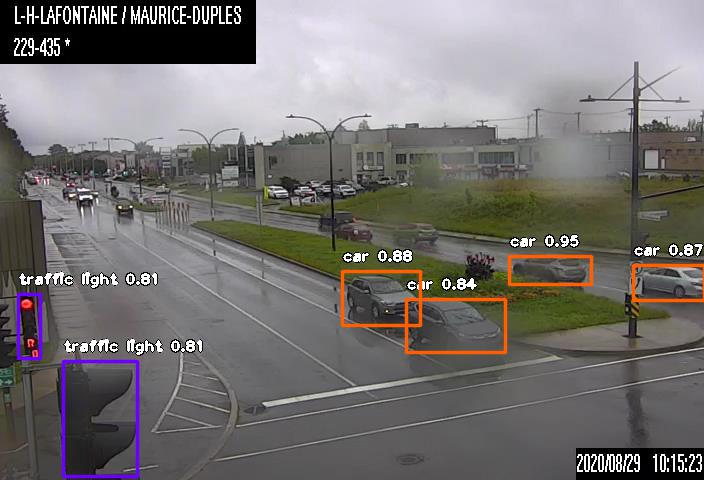 L-H-LAFONTAINE / MAURICE-DUPLES
229-435 *
car 0.95
car 0.87
car 0.88
car 0.84
traffic light 0.81
traffic light 0.81
2020/08/29 10:15:23